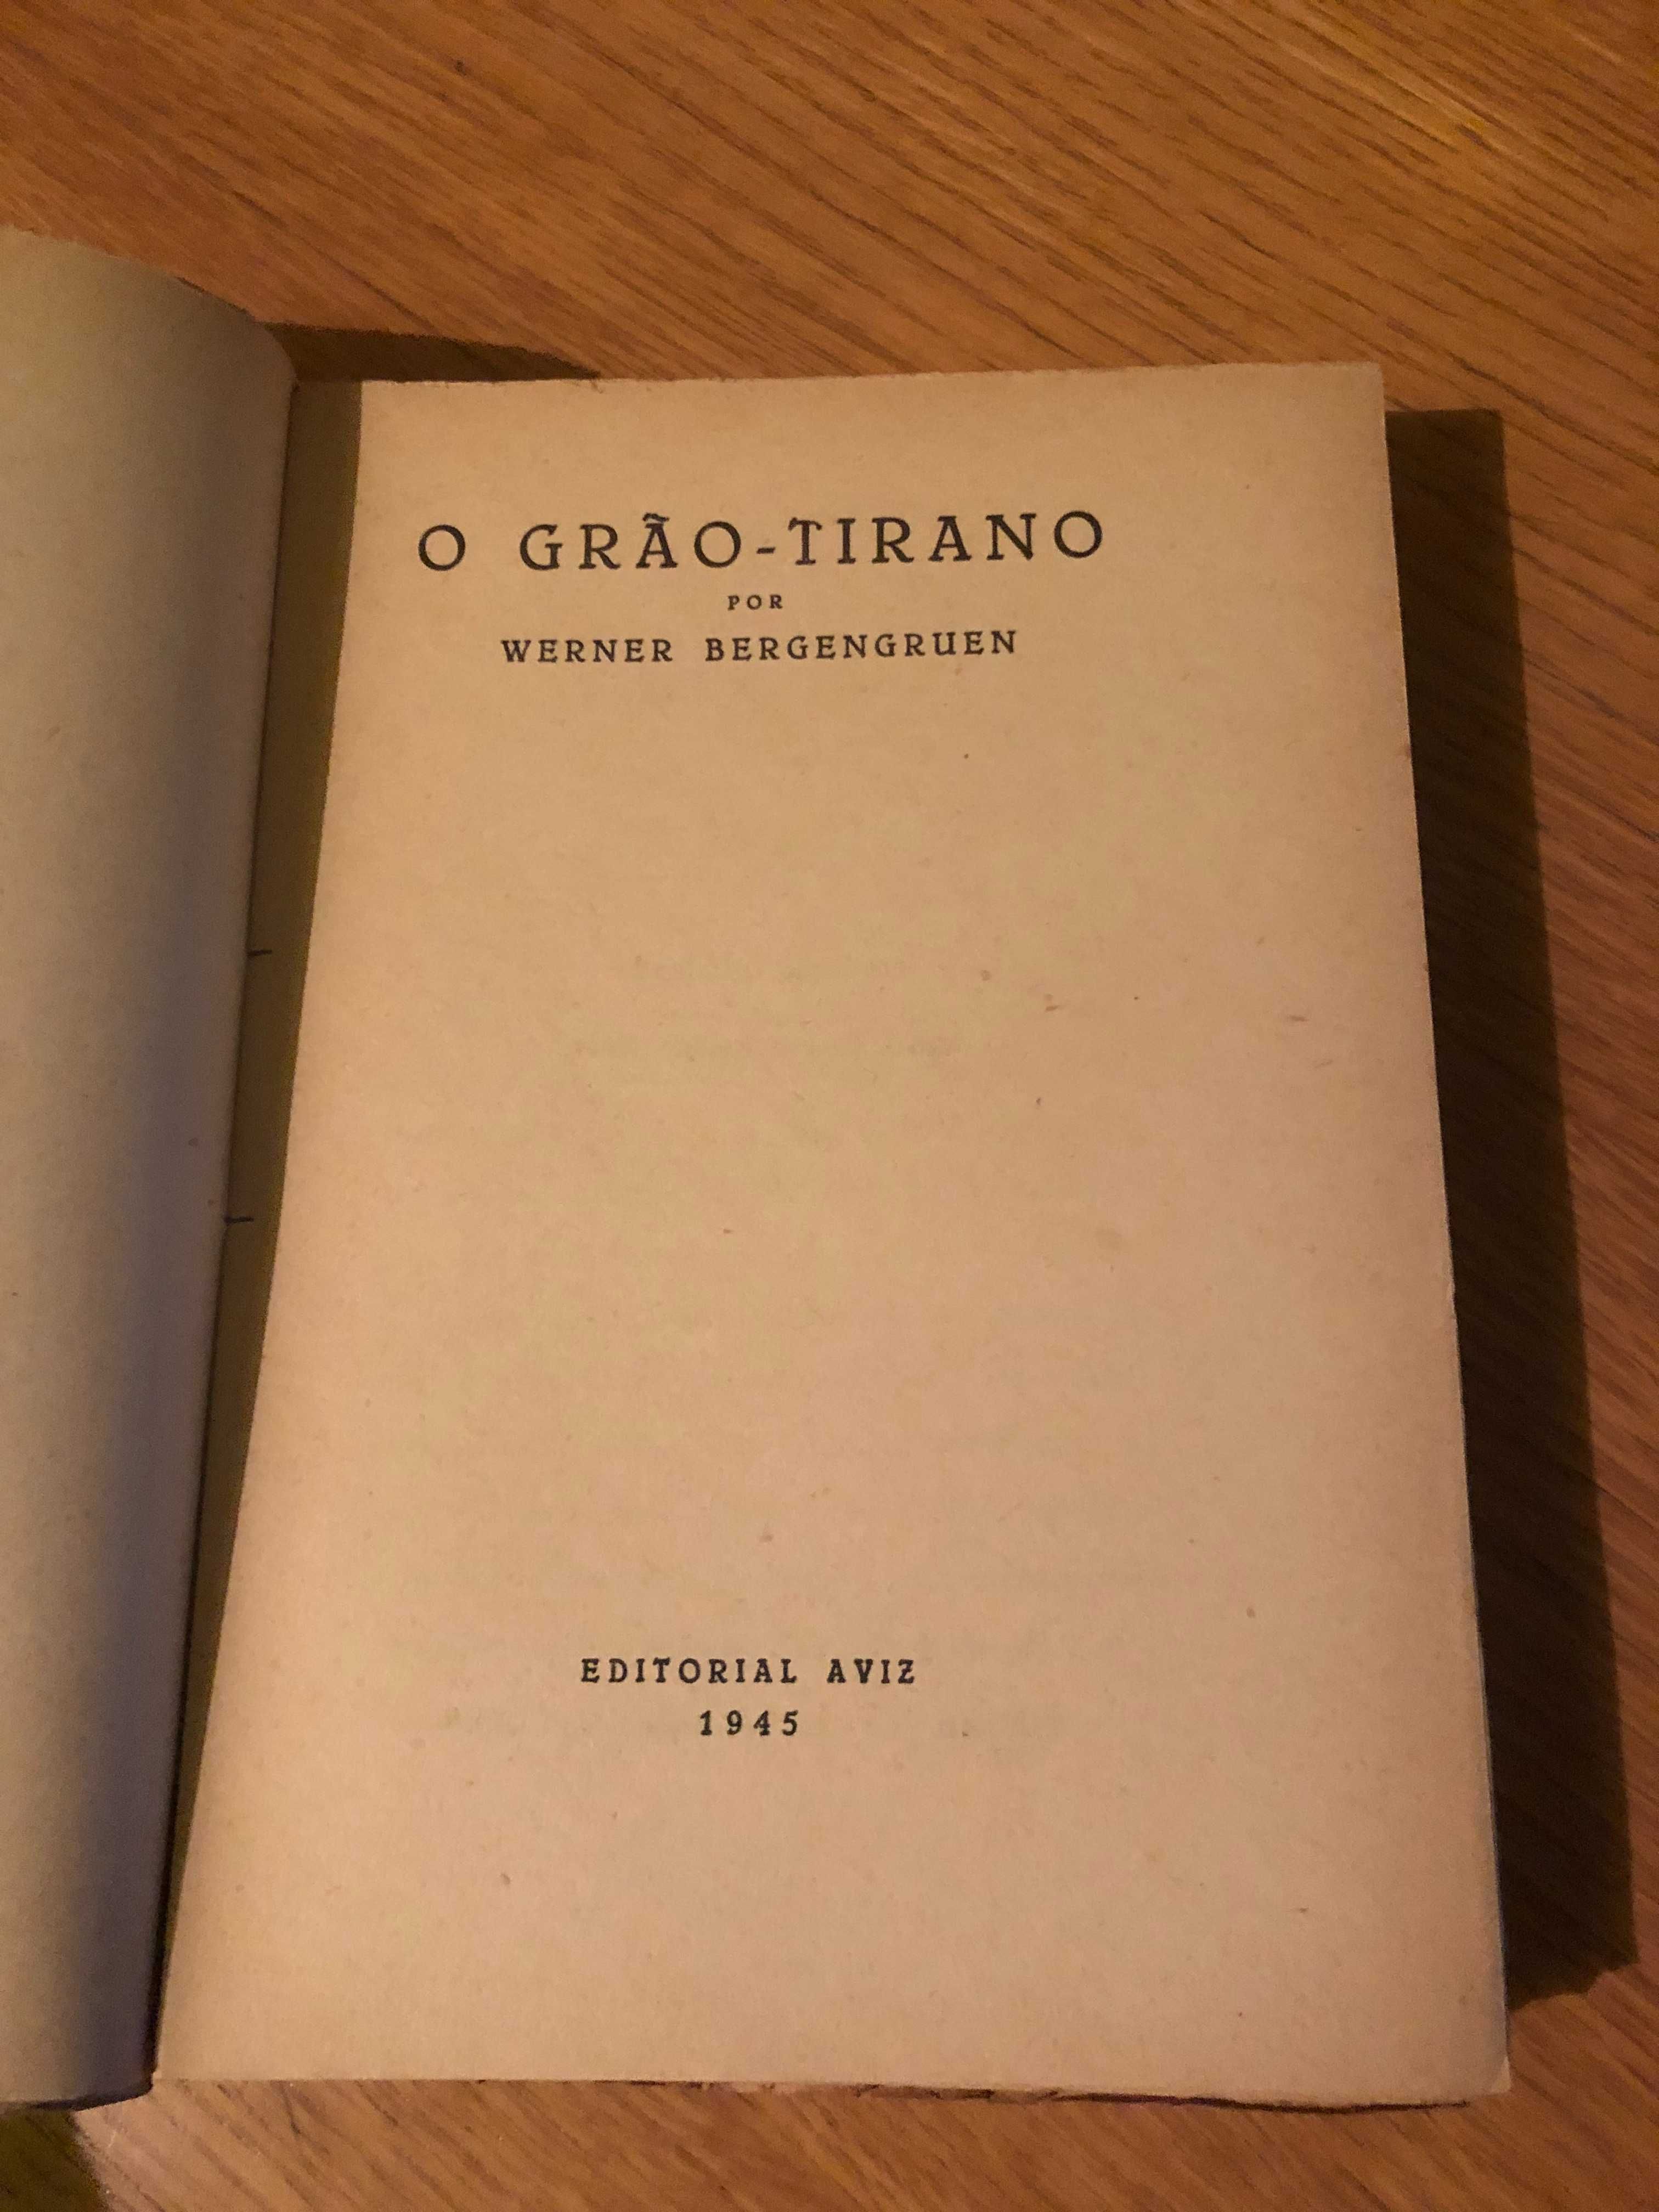 O GRÃO-TIRANO
POR
WERNER BERGENGRUEN
EDITORIAL AVIZ
1945